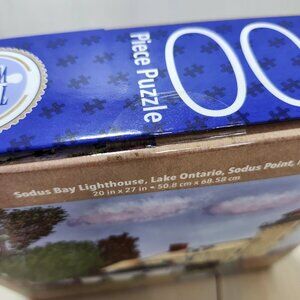 00
Piece Puzzle
Sodus Bay Lighthouse, Lake Ontario, Sodus Point,
20 in x 27 in • 50.8 cm x 68.58 cm